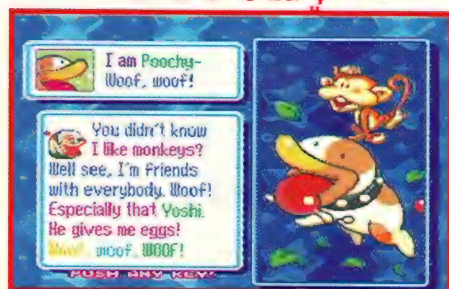 I am Poochy-
Woof, woof!
You didn't know
I like monkeys?
Well see, I'm friends
with everybody. Woof!
Especially that Yoshi.
He gives me eggs!
Woof, woof, WOOF!
PUSH ANY KEY!